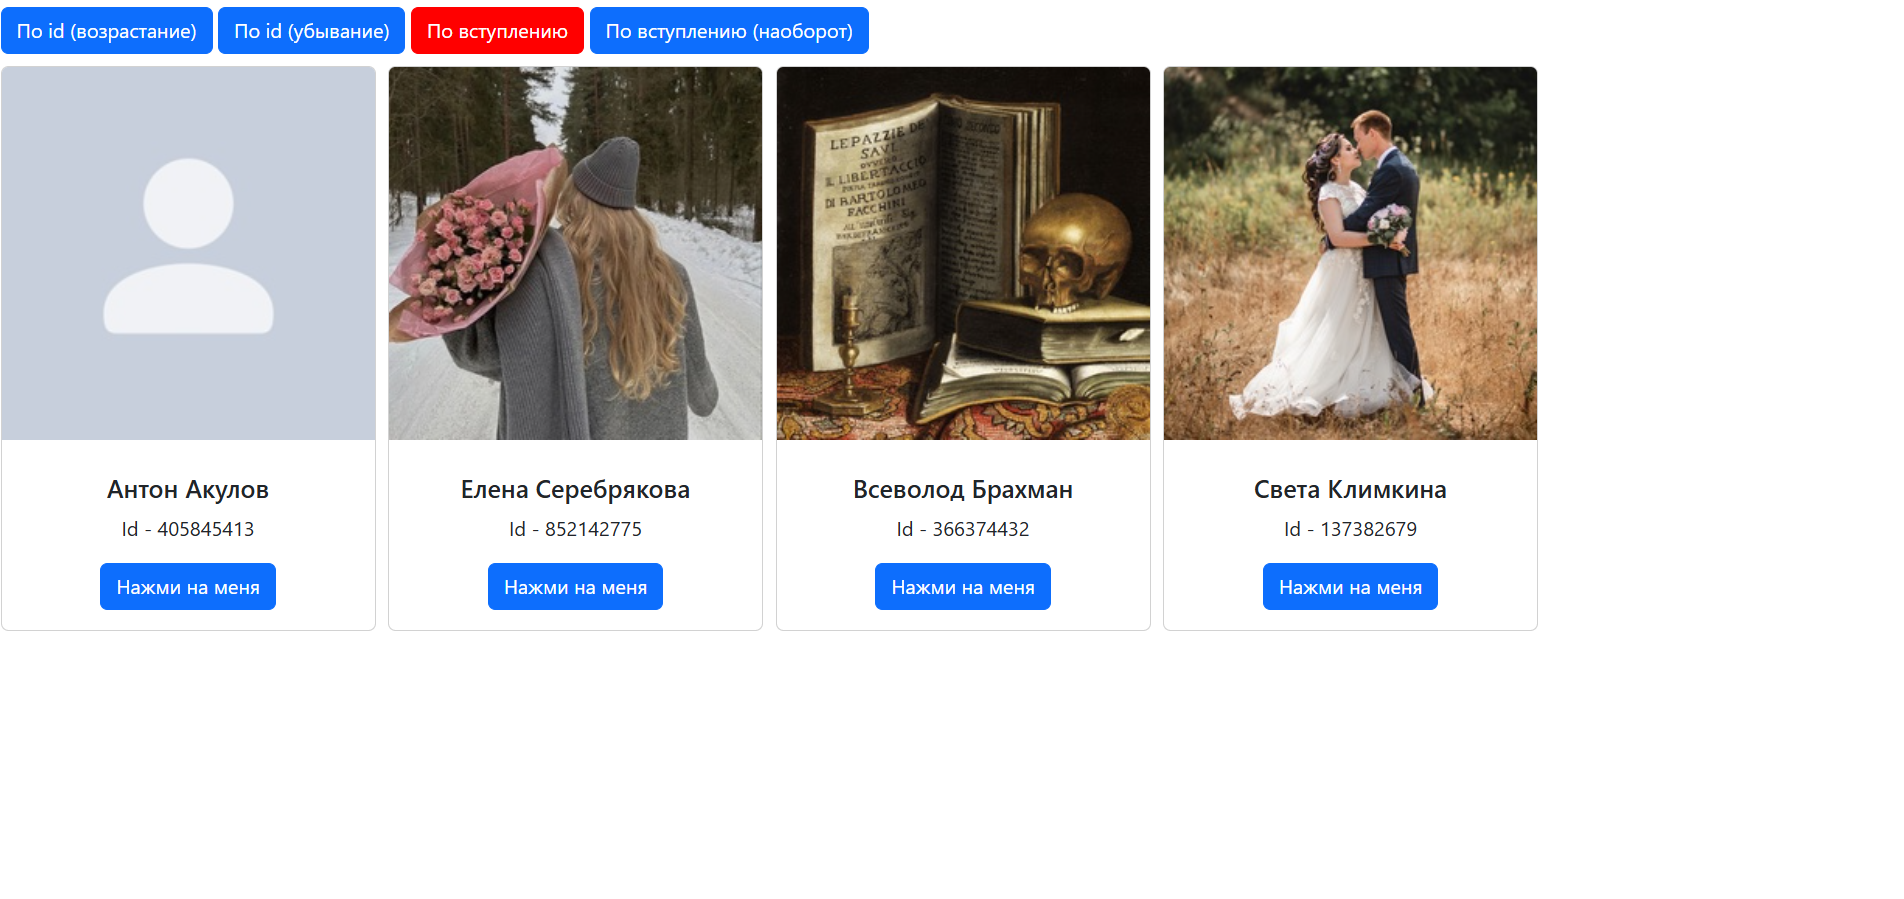 По id (возрастание) По id (убывание) По вступлению По вступлению (наоборот)
LE PAZZIE DE
SAVI
IL LIBERTACCIO
DI BARTOLOMEO
FACCHINI
Антон Акулов
Id - 405845413
Нажми на меня
Елена Серебрякова
Id - 852142775
Нажми на меня
Всеволод Брахман
Id - 366374432
Нажми на меня
Света Климкина
Id - 137382679
Нажми на меня